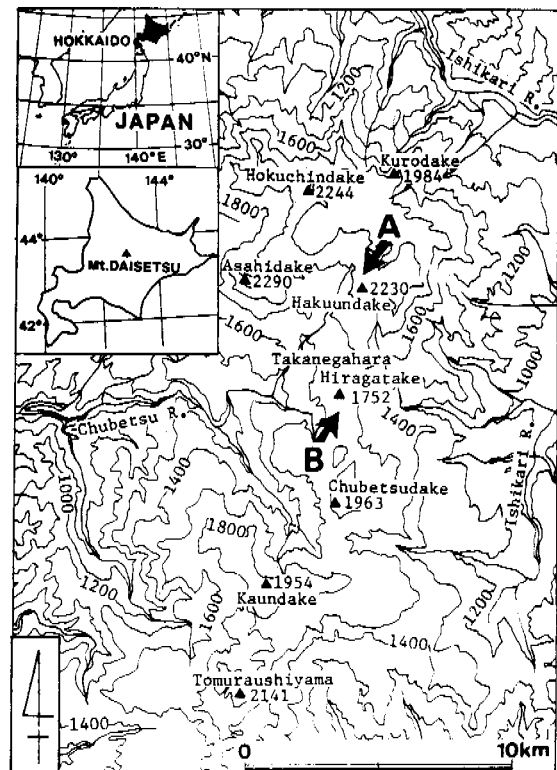 HOKKAIDO
40°N
JAPAN
30°
130°
140°E
140°
144°
44°
Mt.DAISETSU
42°
1200
Ishikari R.
1600
Kurodake
1984
Hokuchindake
2244
1800
A
1200
Asahidake
2290
2230
Hakuundake
1600
1600
Takanegahara
1000
Hiragatake
1752
1400
Chubetsu R.
B
1400
Ishikari R.
Chubetsudake
1963
1000
1800
1954
Kaundake
1200
1200
1600
1400
Tomuraushiyama
2141
1400
0
10km